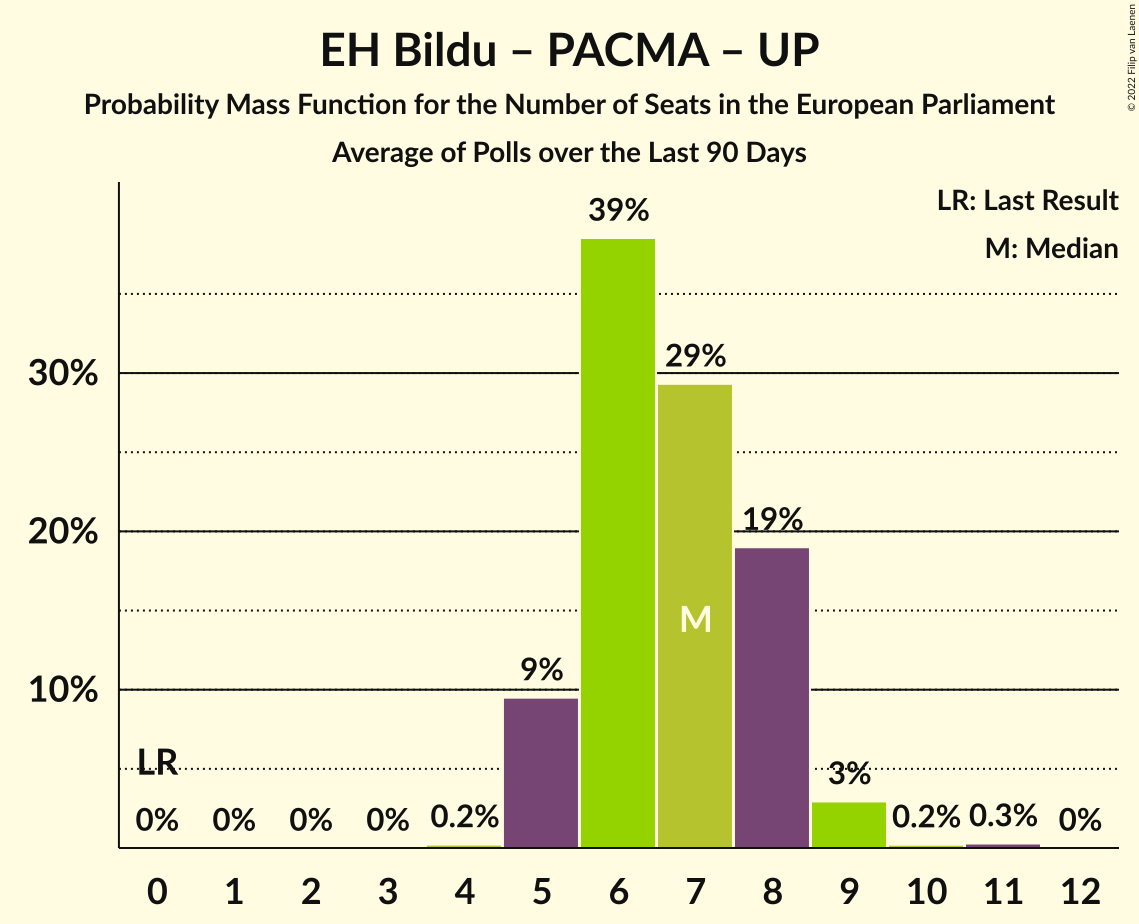 EH Bildu – PACMA – UP
Probability Mass Function for the Number of Seats in the European Parliament
Average of Polls over the Last 90 Days
© 2022 Filip van Laenen
LR: Last Result
M: Median
39%
30%
29%
20%
19%
M
10%
9%
LR
3%
0% 0% 0% 0% 0.2% 0.2% 0.3% 0%
0 1 2 3 4 5 6 7 8 9 10 11 12